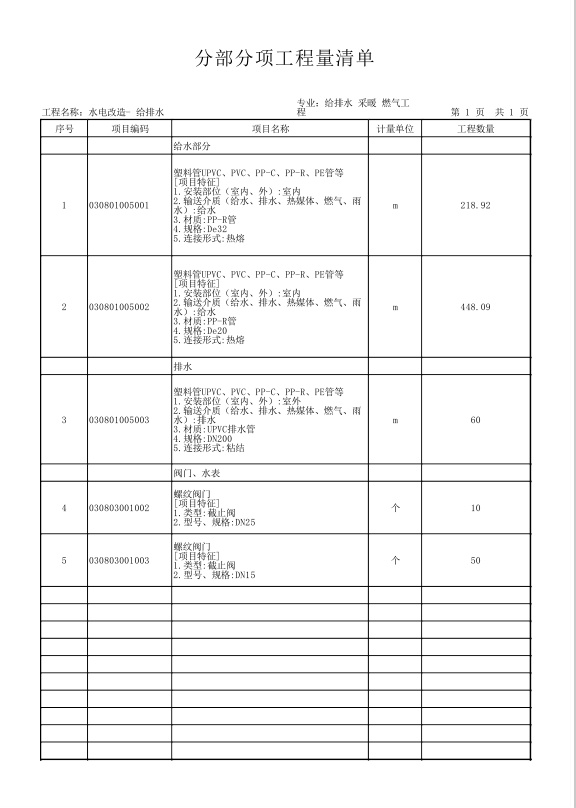 分部分项工程量清单
专业: 给排水 采暖 燃气工
工程名称: 水电改造- 给排水 程 第 1 页 共 1 页
序号 项目编码 项目名称 计量单位 工程数量
给水部分
塑料管UPVC、PVC、PP-C、PP-R、PE管等
[项目特征]
1.安装部位(室内、外):室内
2.输送介质(给水、排水、热媒体、燃气、雨
1 030801005001 水):给水 m 218.92
3.材质:PP-R管
4.规格:De32
5.连接形式:热熔
塑料管UPVC、PVC、PP-C、PP-R、PE管等
[项目特征]
1.安装部位(室内、外):室内
2.输送介质(给水、排水、热媒体、燃气、雨
2 030801005002 水):给水 m 448.09
3.材质:PP-R管
4.规格:De20
5.连接形式:热熔
排水
塑料管UPVC、PVC、PP-C、PP-R、PE管等
1.安装部位(室内、外):室外
2.输送介质(给水、排水、热媒体、燃气、雨
3 030801005003 水):排水 m 60
3.材质:UPVC排水管
4.规格:DN200
5.连接形式:粘结
阀门、水表
螺纹阀门
[项目特征]
4 030803001002 1.类型:截止阀 个 10
2.型号、规格:DN25
螺纹阀门
[项目特征]
5 030803001003 1.类型:截止阀 个 50
2.型号、规格:DN15